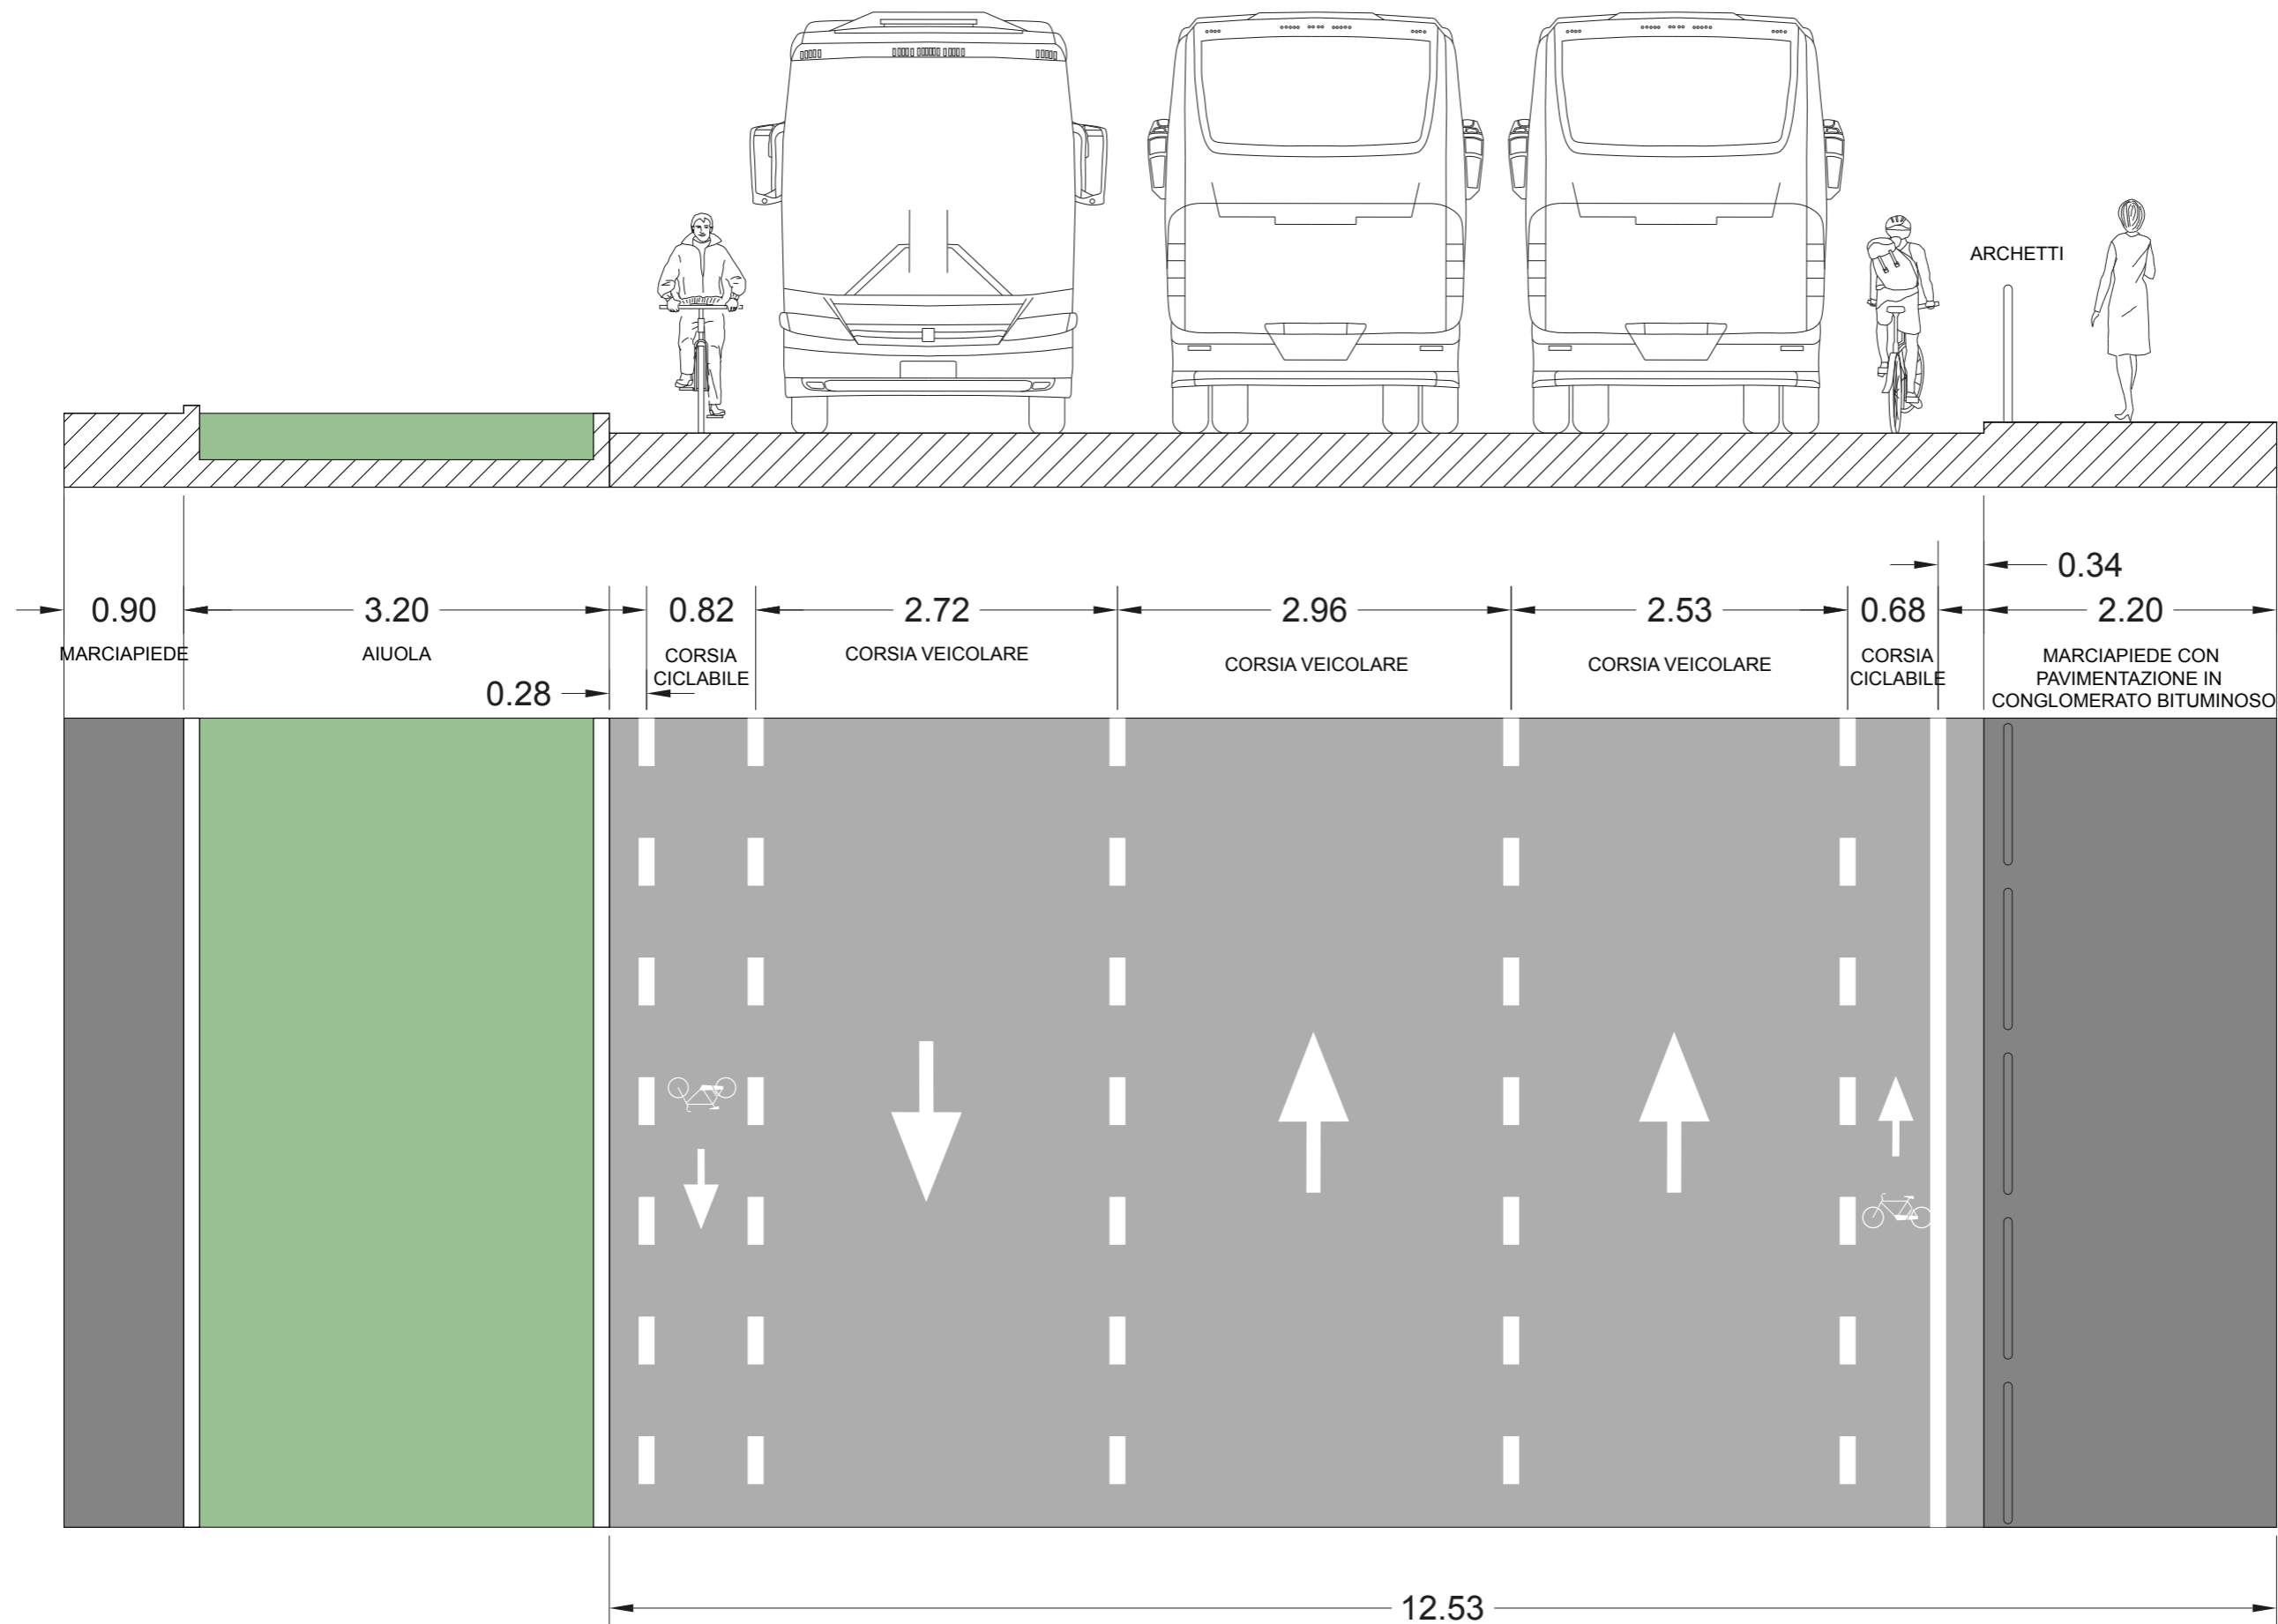 ARCHETTI
0.34
0.90
3.20
0.82
2.72
2.96
2.53
0.68
2.20
MARCIAPIEDE
AIUOLA
CORSIA
CICLABILE
CORSIA VEICOLARE
CORSIA VEICOLARE
CORSIA VEICOLARE
CORSIA
CICLABILE
MARCIAPIEDE CON
PAVIMENTAZIONE IN
CONGLOMERATO BITUMINOSO
0.28
12.53